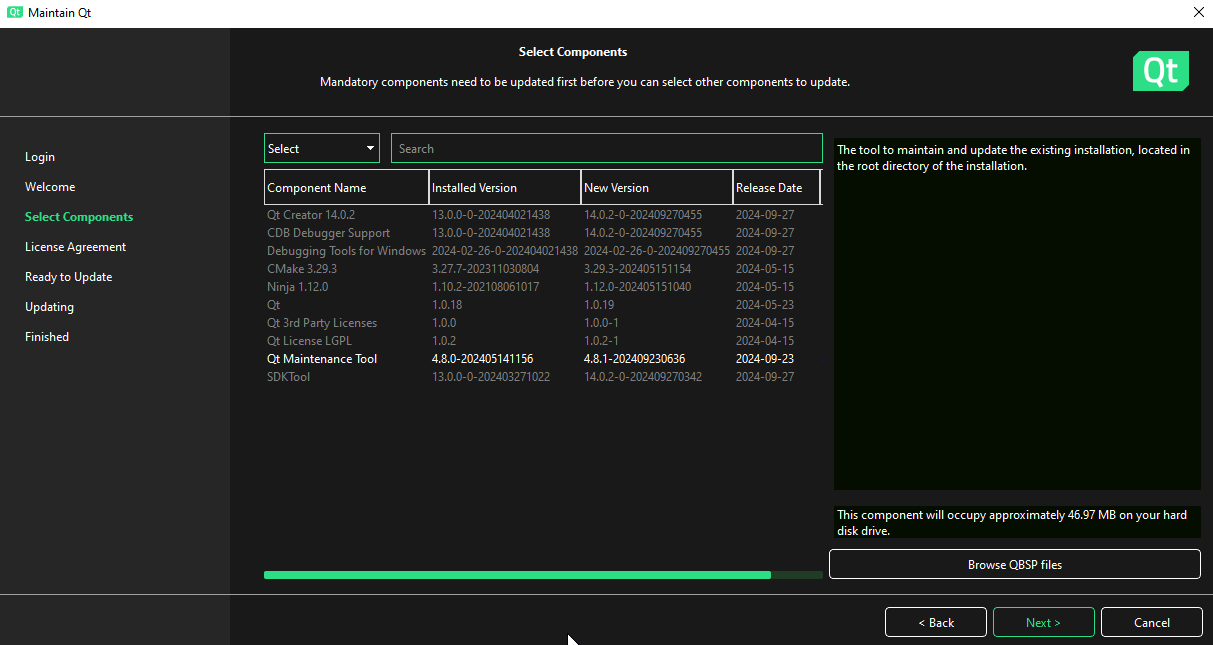 Qt Maintain Qt
Select Components
Mandatory components need to be updated first before you can select other components to update.
Qt
Login
Welcome
Select Components
License Agreement
Ready to Update
Updating
Finished
Select Search
Component Name Installed Version New Version Release Date
Qt Creator 14.0.2 13.0.0-0-202404021438 14.0.2-0-202409270455 2024-09-27
CDB Debugger Support 13.0.0-0-202404021438 14.0.2-0-202409270455 2024-09-27
Debugging Tools for Windows 2024-02-26-0-202404021438 2024-02-26-0-202409270455 2024-09-27
CMake 3.29.3 3.27.7-202311030804 3.29.3-202405151154 2024-05-15
Ninja 1.12.0 1.10.2-202108061017 1.12.0-202405151040 2024-05-15
Qt 1.0.18 1.0.19 2024-05-23
Qt 3rd Party Licenses 1.0.0 1.0.0-1 2024-04-15
Qt License LGPL 1.0.2 1.0.2-1 2024-04-15
Qt Maintenance Tool 4.8.0-202405141156 4.8.1-202409230636 2024-09-23
SDKTool 13.0.0-0-202403271022 14.0.2-0-202409270342 2024-09-27
The tool to maintain and update the existing installation, located in
the root directory of the installation.
This component will occupy approximately 46.97 MB on your hard
disk drive.
Browse QBSP files
< Back Next > Cancel